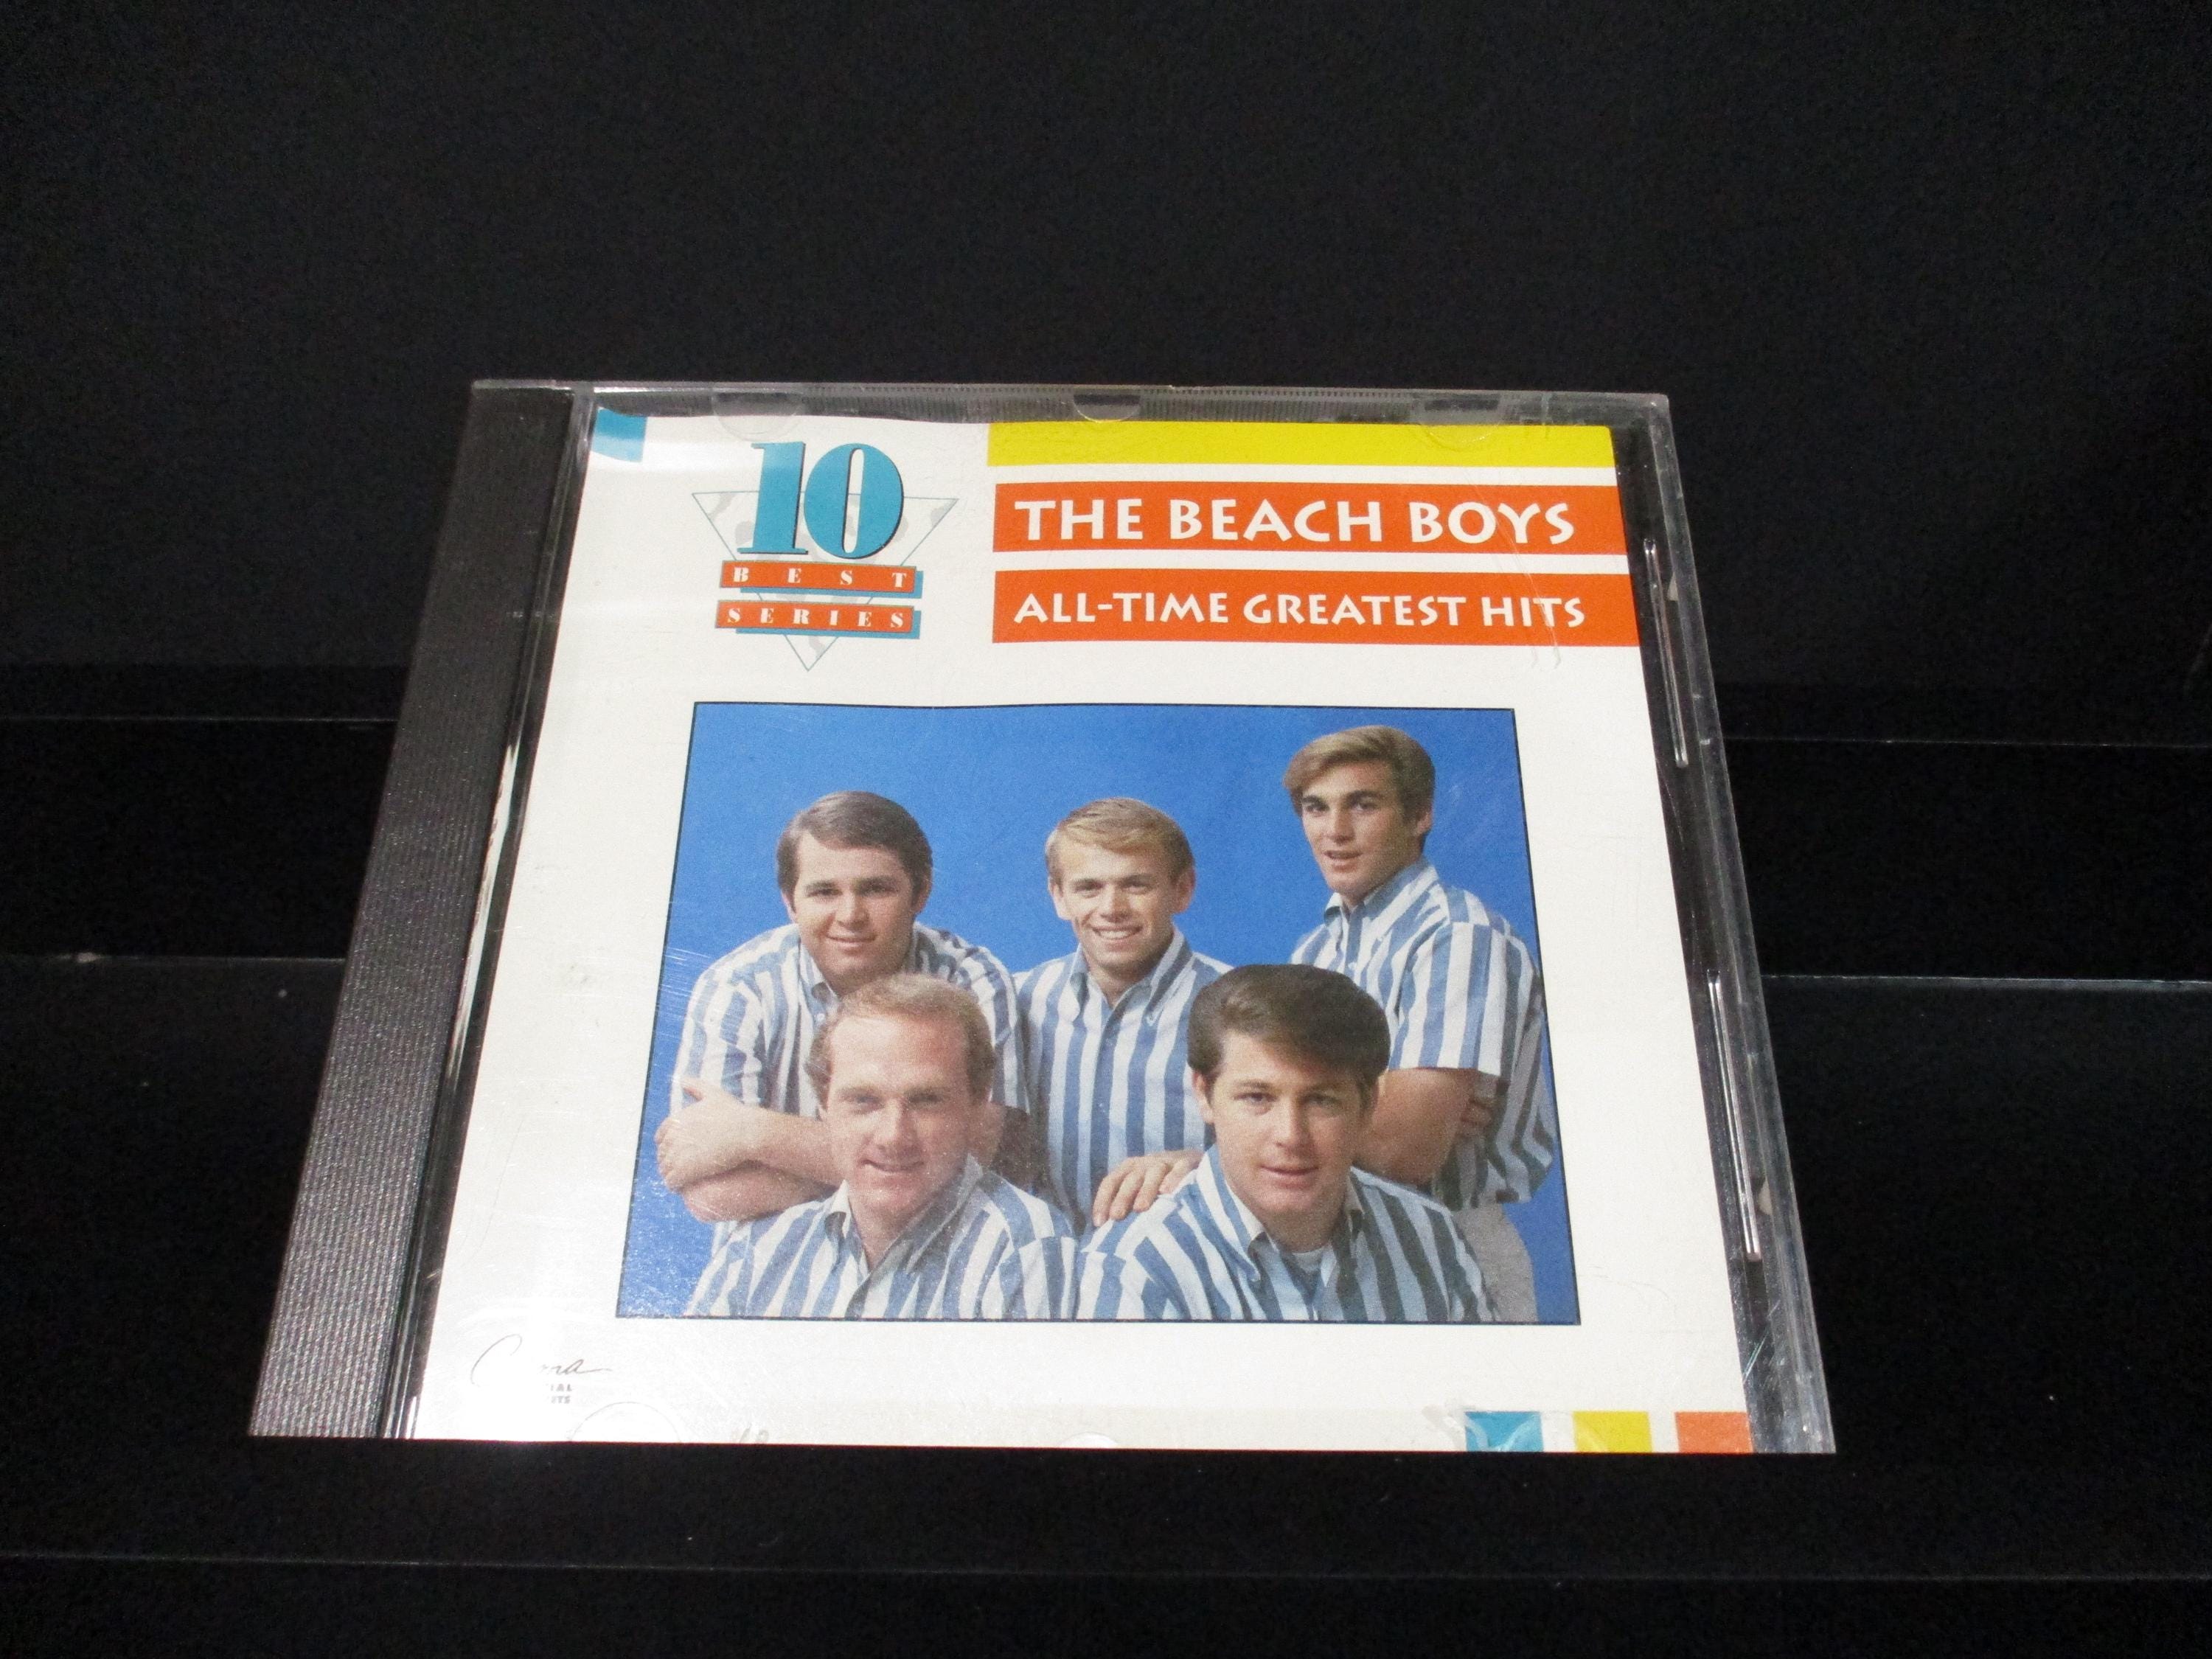 10
BEST
SERIES
THE BEACH BOYS
ALL-TIME GREATEST HITS